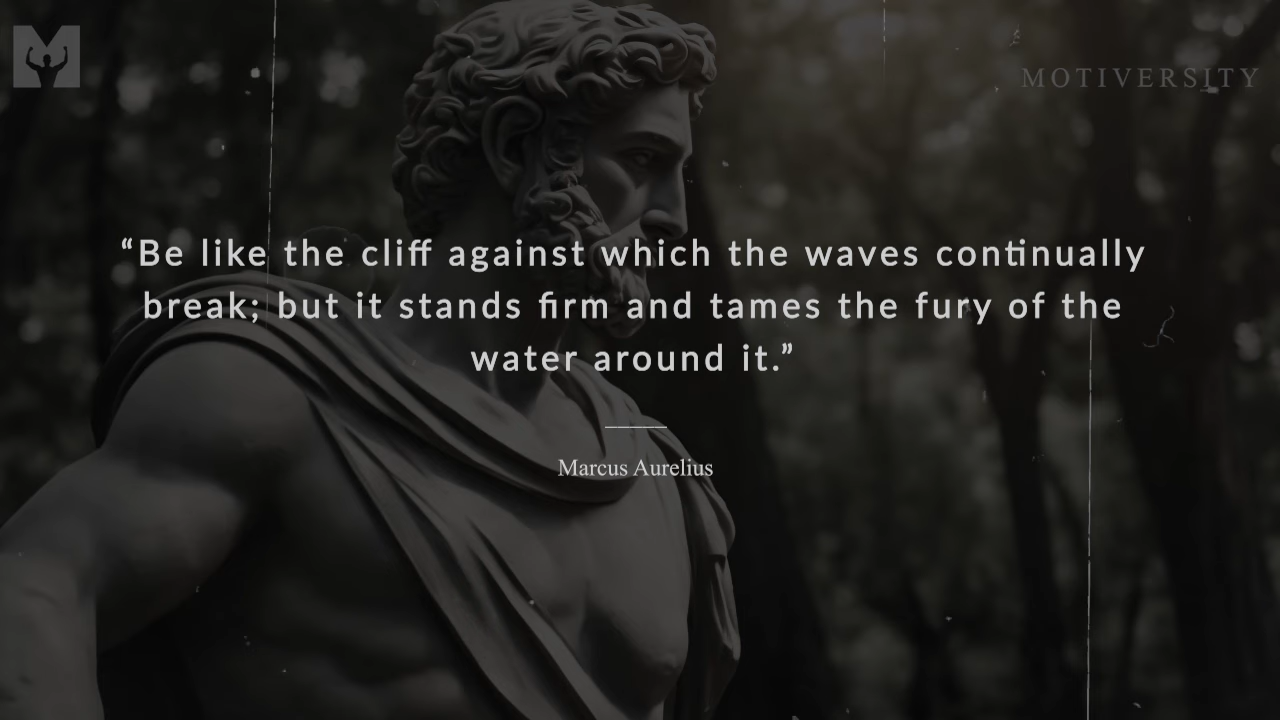 MOTIVERSITY
“Be like the cliff against which the waves continually
break; but it stands firm and tames the fury of the
water around it.”
Marcus Aurelius